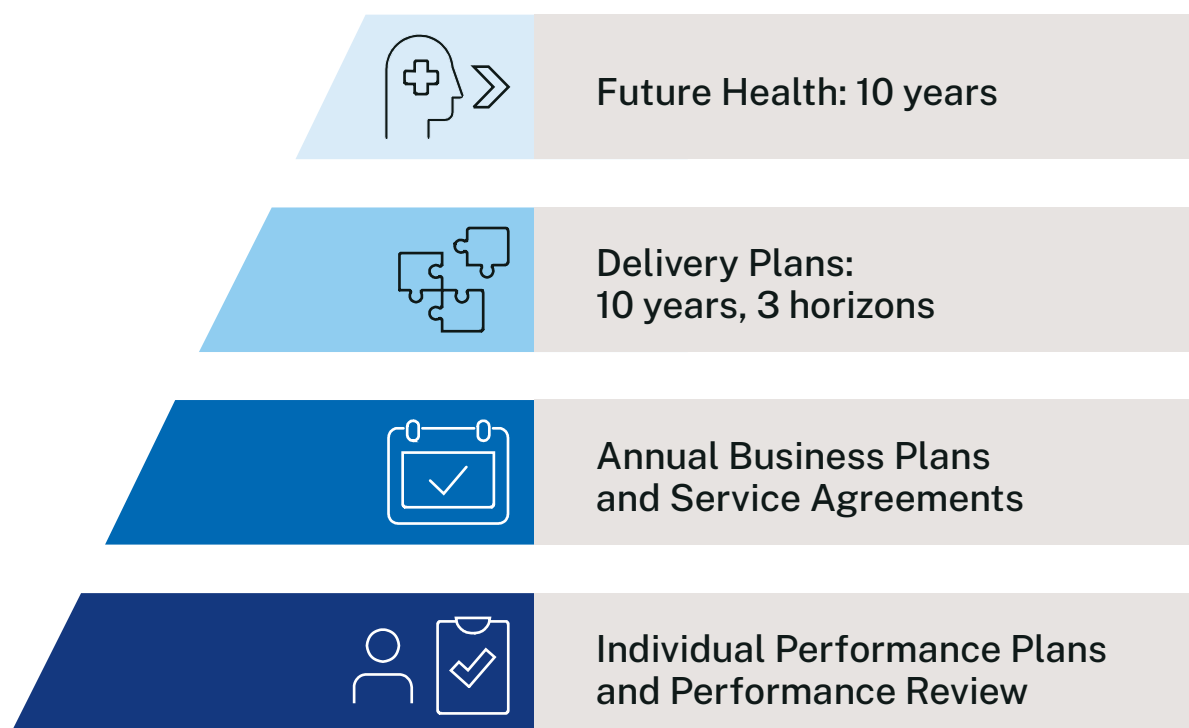 Future Health: 10 years
Delivery Plans:
10 years, 3 horizons
Annual Business Plans
and Service Agreements
Individual Performance Plans
and Performance Review